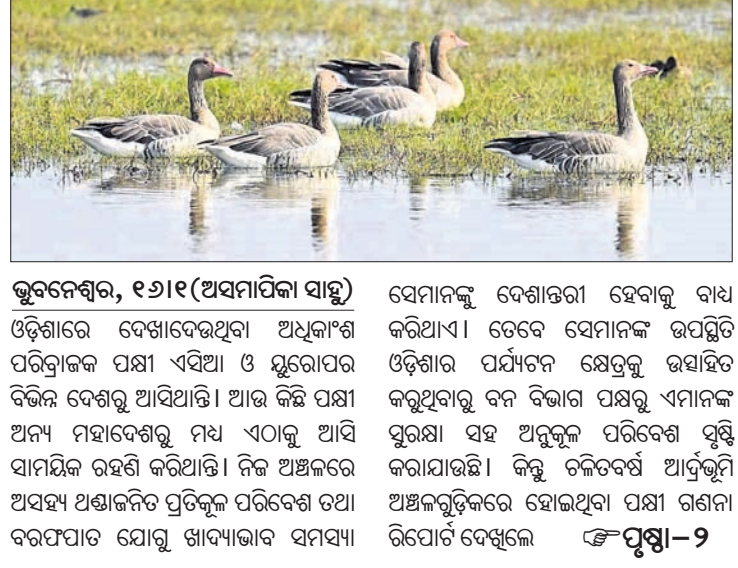 ଭୁବନେଶ୍ୱର, ୧୬।୧(ଅସମାପିକା ସାହୁ)
ଓଡ଼ିଶାରେ ଦେଖାଦେଉଥିବା ଅଧିକାଂଶ
ପରିବ୍ରାଜକ ପକ୍ଷୀ ଏସିଆ ଓ ୟୁରୋପର
ବିଭିନ୍ନ ଦେଶରୁ ଆସିଥାନ୍ତି। ଆଉ କିଛି ପକ୍ଷୀ
ଅନ୍ୟ ମହାଦେଶରୁ ମଧ୍ୟ ଏଠାକୁ ଆସି
ସାମୟିକ ରହଣି କରିଥାନ୍ତି। ନିଜ ଅଞ୍ଚଳରେ
ଅସହ୍ୟ ଥଣ୍ଡାଜନିତ ପ୍ରତିକୂଳ ପରିବେଶ ତଥା
ବରଫପାତ ଯୋଗୁ ଖାଦ୍ୟାଭାବ ସମସ୍ୟା
ସେମାନଙ୍କୁ ଦେଶାନ୍ତରୀ ହେବାକୁ ବାଧ୍ୟ
କରିଥାଏ। ତେବେ ସେମାନଙ୍କ ଉପସ୍ଥିତି
ଓଡ଼ିଶାର ପର୍ଯ୍ୟଟନ କ୍ଷେତ୍ରକୁ ଉତ୍ସାହିତ
କରୁଥିବାରୁ ବନ ବିଭାଗ ପକ୍ଷରୁ ଏମାନଙ୍କ
ସୁରକ୍ଷା ସହ ଅନୁକୂଳ ପରିବେଶ ସୃଷ୍ଟି
କରାଯାଉଛି। କିନ୍ତୁ ଚଳିତବର୍ଷ ଆର୍ଦ୍ରଭୂମି
ଅଞ୍ଚଳଗୁଡ଼ିକରେ ହୋଇଥିବା ପକ୍ଷୀ ଗଣନା
ରିପୋର୍ଟ ଦେଖିଲେ ☞ପୃଷ୍ଠା–୨